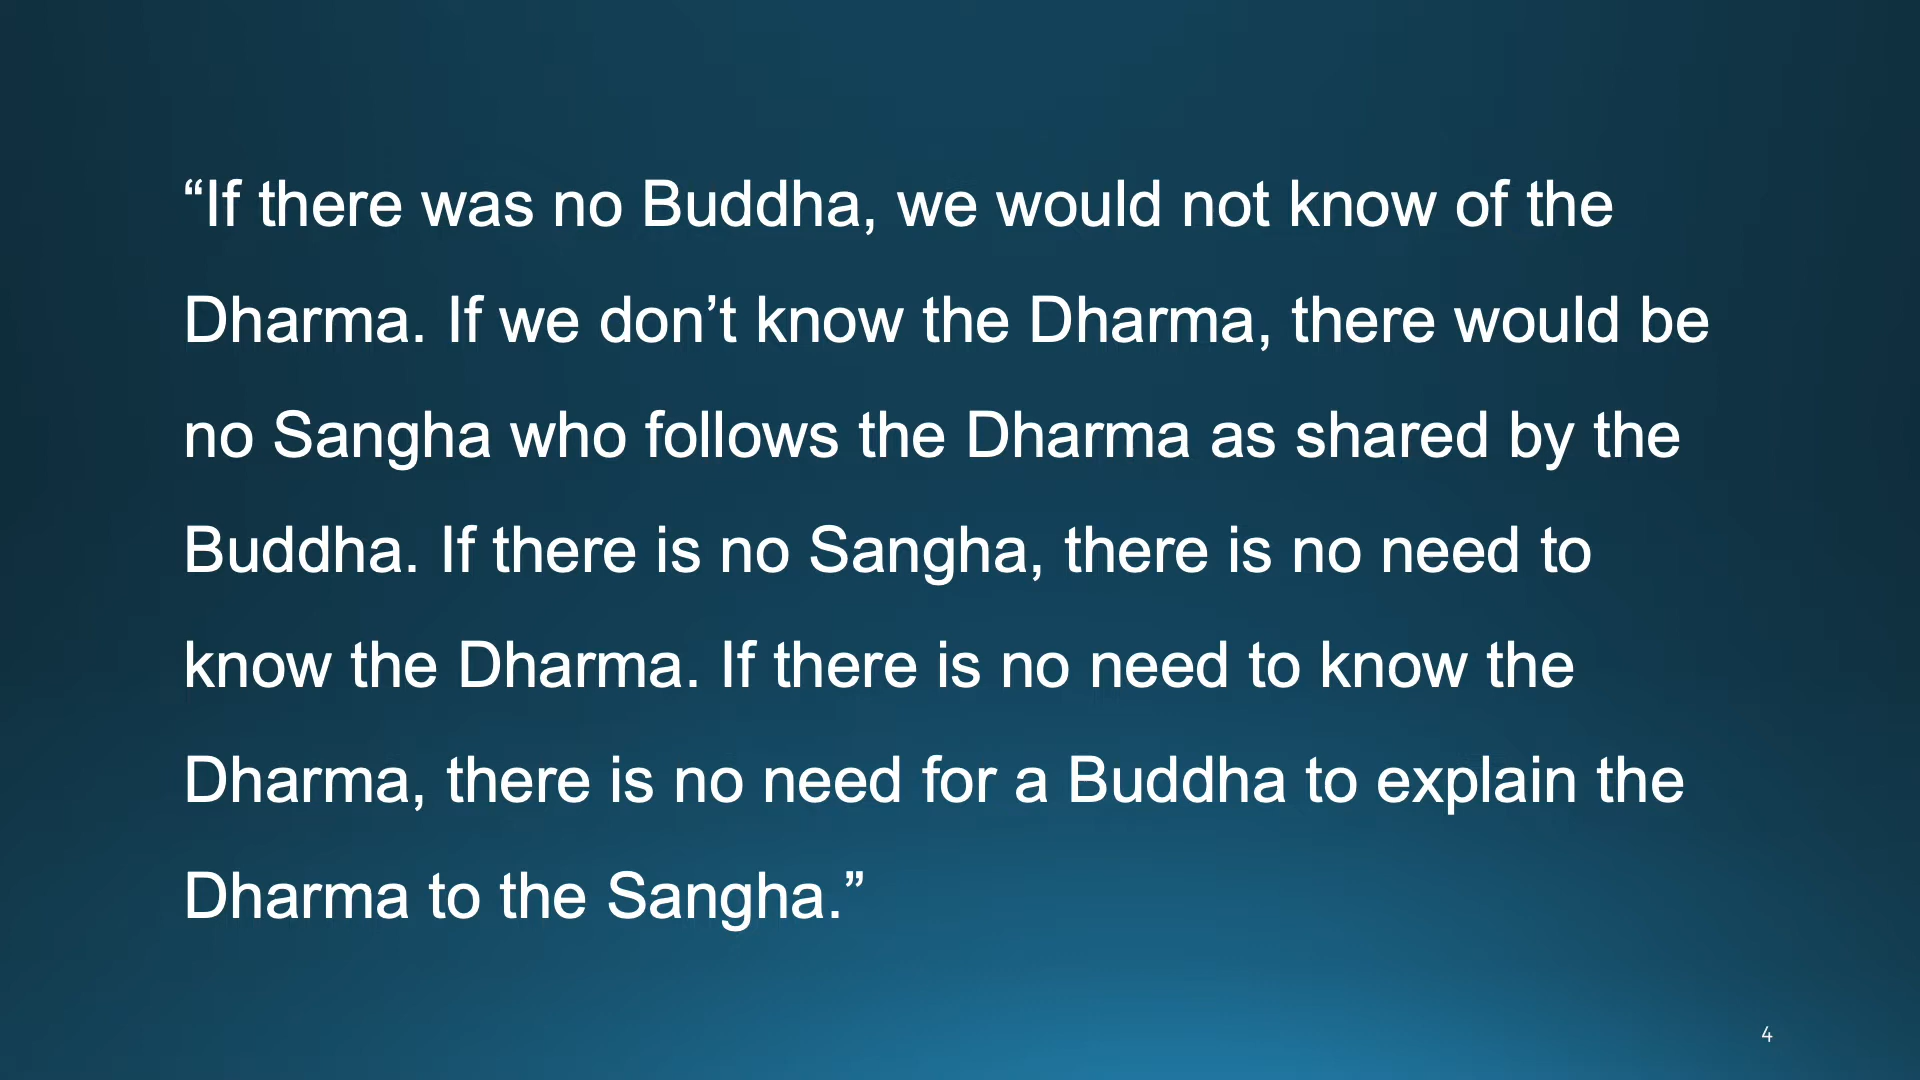 “If there was no Buddha, we would not know of the
Dharma. If we don’t know the Dharma, there would be
no Sangha who follows the Dharma as shared by the
Buddha. If there is no Sangha, there is no need to
know the Dharma. If there is no need to know the
Dharma, there is no need for a Buddha to explain the
Dharma to the Sangha.”
4